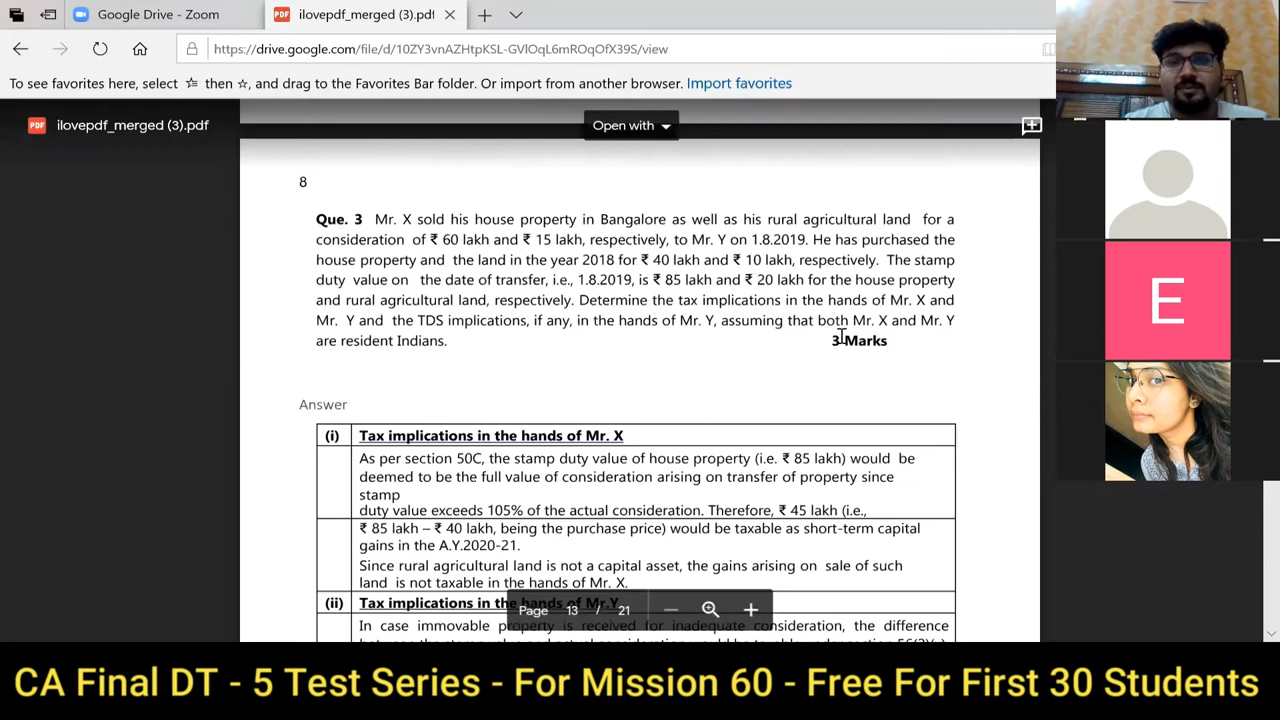 Google Drive - Zoom
ilovepdf_merged (3).pdf
https://drive.google.com/file/d/10ZY3vnAZHtpKSL-GVlOqL6mROqOfX39S/view
To see favorites here, select then ☆, and drag to the Favorites Bar folder. Or import from another browser. Import favorites
PDF ilovepdf_merged (3).pdf
Open with
8
Que. 3 Mr. X sold his house property in Bangalore as well as his rural agricultural land for a
consideration of ₹ 60 lakh and ₹ 15 lakh, respectively, to Mr. Y on 1.8.2019. He has purchased the
house property and the land in the year 2018 for ₹ 40 lakh and ₹ 10 lakh, respectively. The stamp
duty value on the date of transfer, i.e., 1.8.2019, is ₹ 85 lakh and ₹ 20 lakh for the house property
and rural agricultural land, respectively. Determine the tax implications in the hands of Mr. X and
Mr. Y and the TDS implications, if any, in the hands of Mr. Y, assuming that both Mr. X and Mr. Y
are resident Indians. 3 Marks
Answer
(i) Tax implications in the hands of Mr. X
As per section 50C, the stamp duty value of house property (i.e. ₹ 85 lakh) would be
deemed to be the full value of consideration arising on transfer of property since
stamp
duty value exceeds 105% of the actual consideration. Therefore, ₹ 45 lakh (i.e.,
₹ 85 lakh – ₹ 40 lakh, being the purchase price) would be taxable as short-term capital
gains in the A.Y.2020-21.
Since rural agricultural land is not a capital asset, the gains arising on sale of such
land is not taxable in the hands of Mr. X.
(ii) Tax implications in the hands of Mr.Y
Page 13 / 21
In case immovable property is received for inadequate consideration, the difference
E
CA Final DT - 5 Test Series - For Mission 60 - Free For First 30 Students